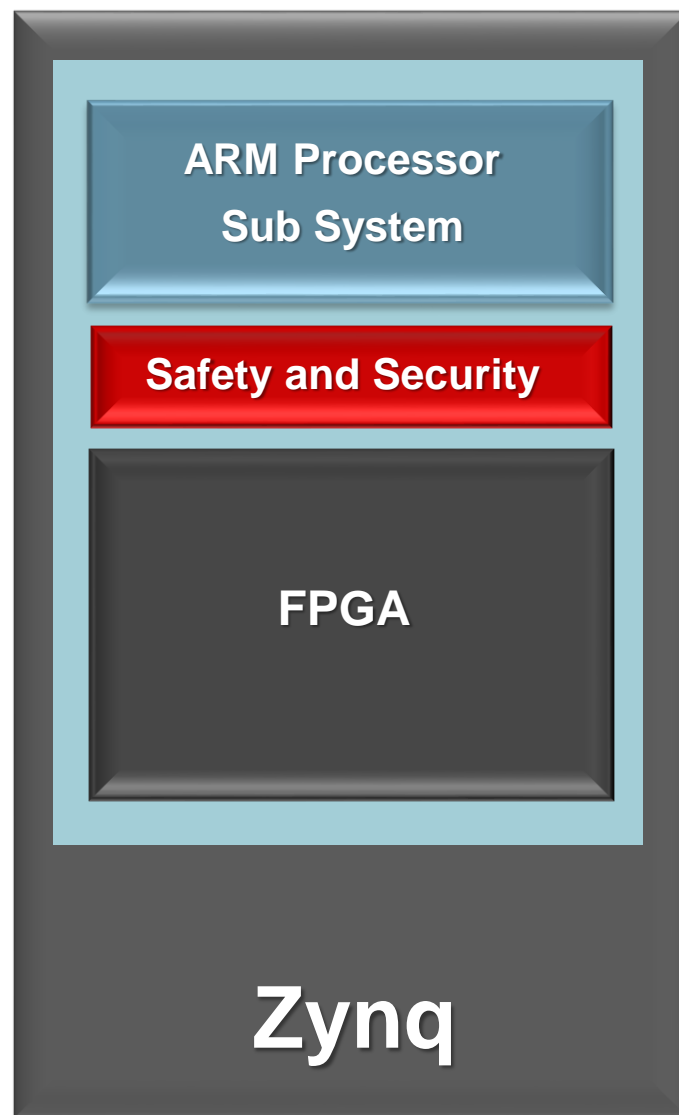 ARM Processor
Sub System
Safety and Security
FPGA
Zynq